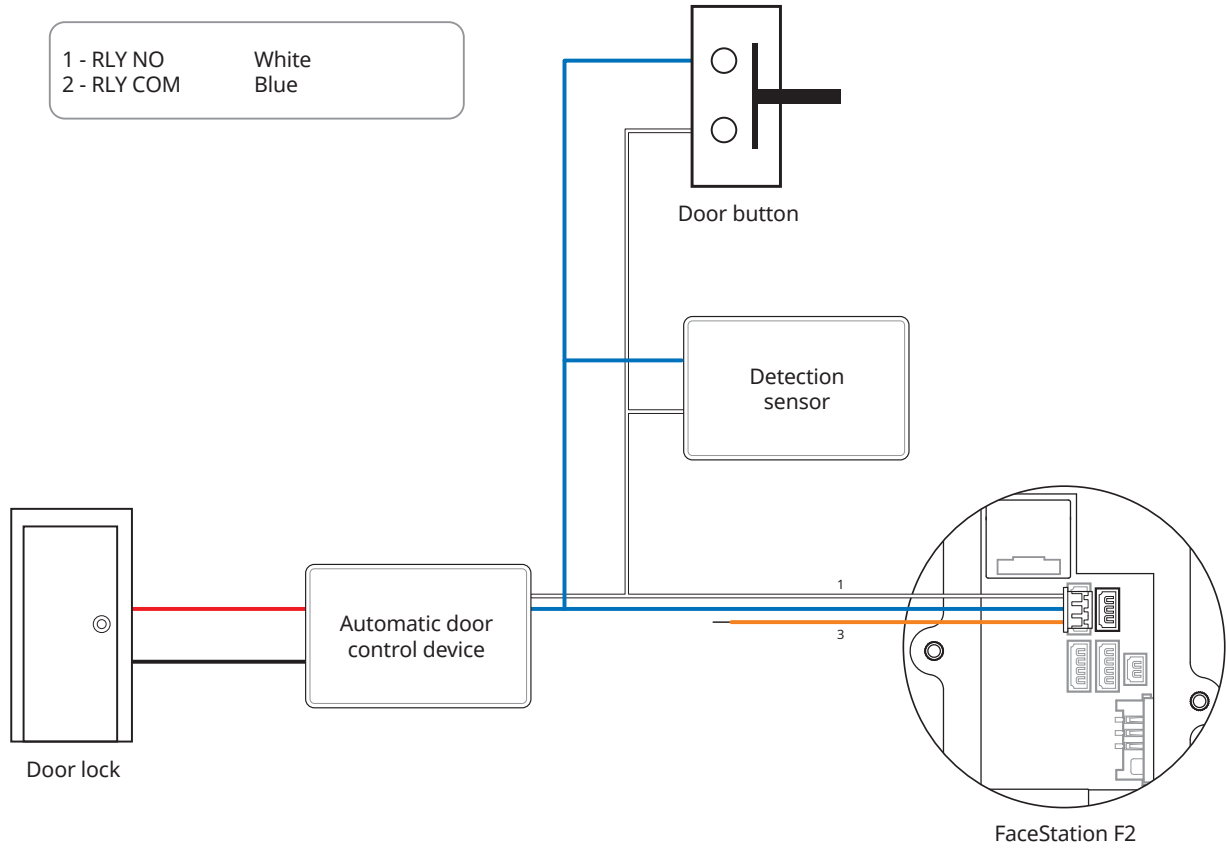 1 - RLY NO White
2 - RLY COM Blue
Door button
Detection
sensor
1
3
Automatic door
control device
Door lock
FaceStation F2